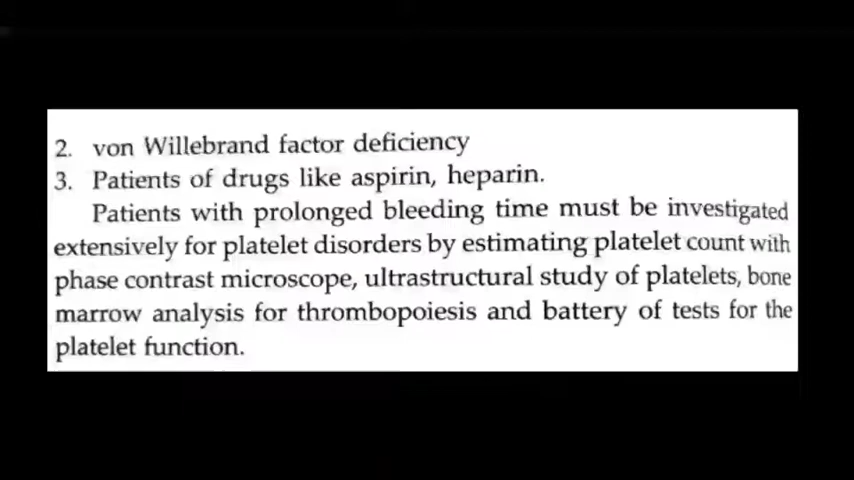 2. von Willebrand factor deficiency
3. Patients of drugs like aspirin, heparin.
Patients with prolonged bleeding time must be investigated
extensively for platelet disorders by estimating platelet count with
phase contrast microscope, ultrastructural study of platelets, bone
marrow analysis for thrombopoiesis and battery of tests for the
platelet function.